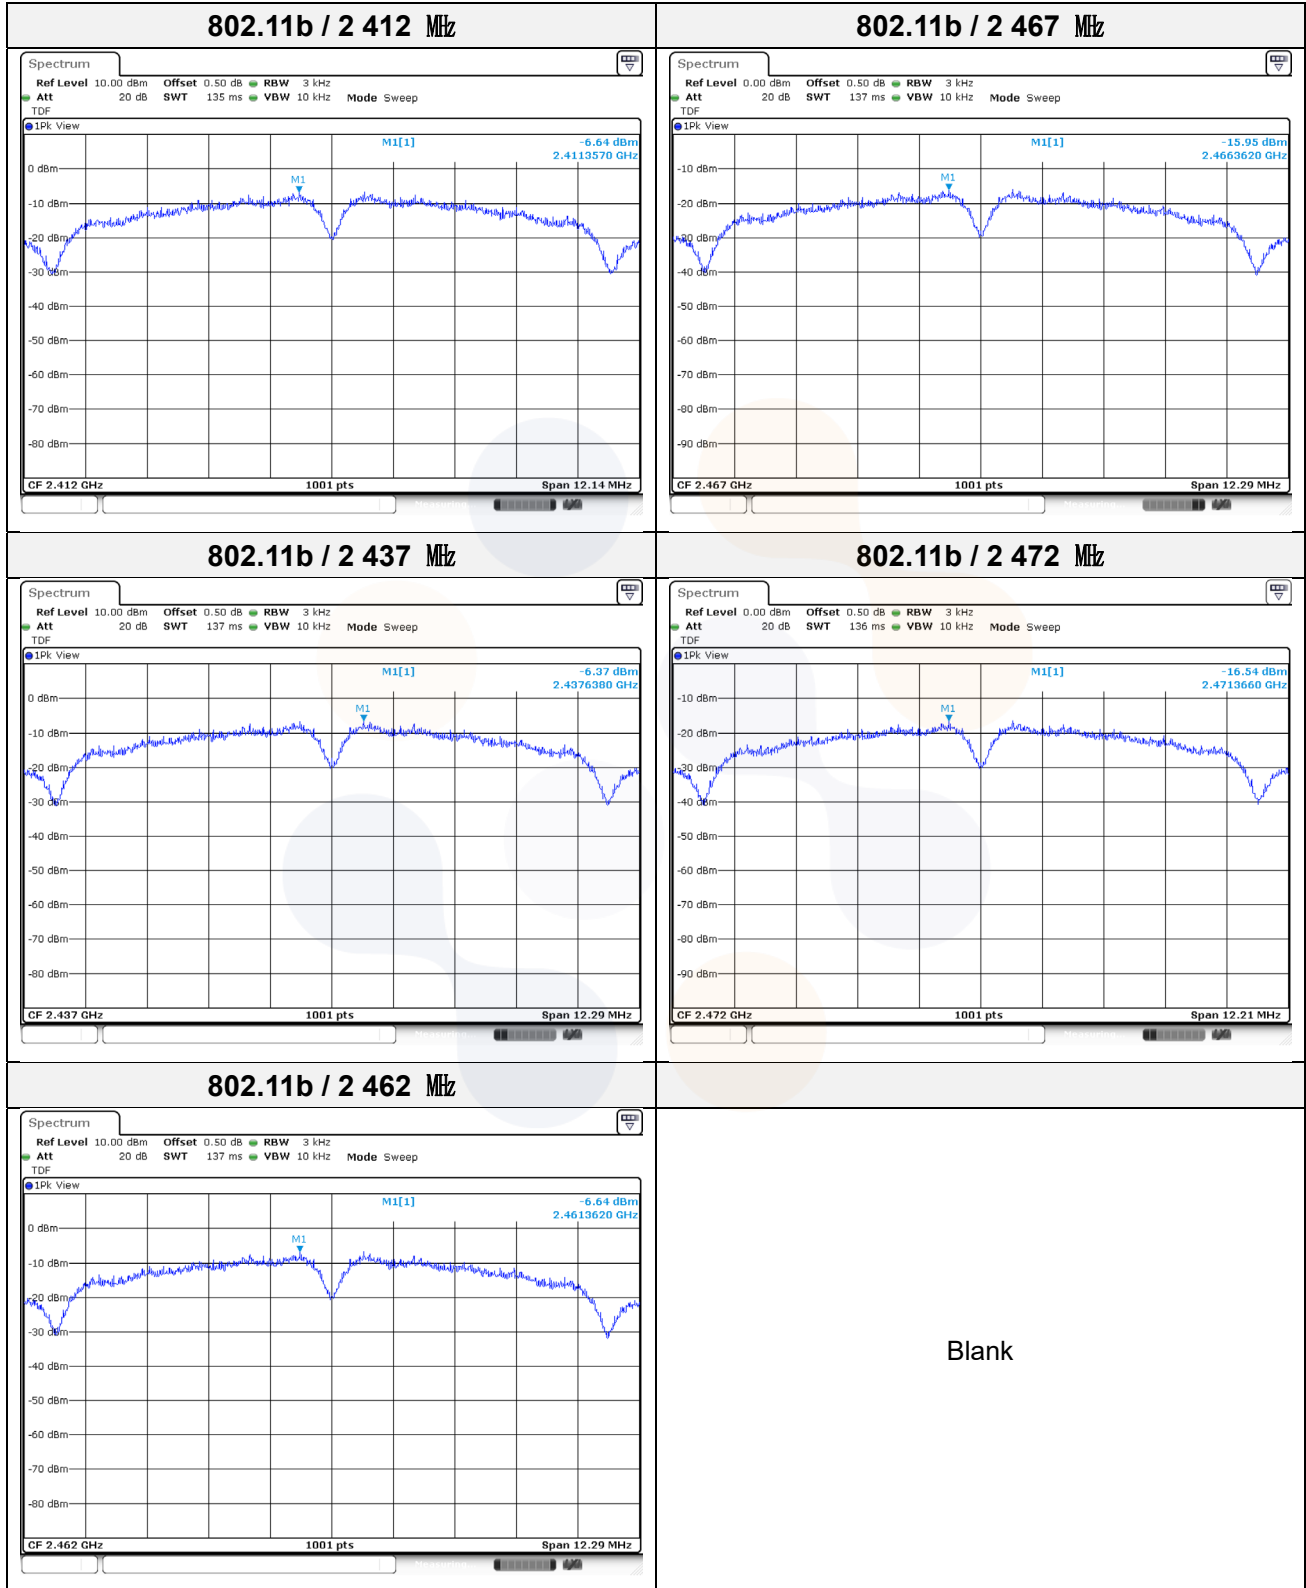 802.11b / 2 412 ㎒
802.11b / 2 467 ㎒
Spectrum
Ref Level 10.00 dBm Offset 0.50 dB RBW 3 kHz
Att 20 dB SWT 135 ms VBW 10 kHz Mode Sweep
TDF
1Pk View
M1[1] -6.64 dBm
2.4113570 GHz
M1
0 dBm
-10 dBm
-20 dBm
-30 dBm
-40 dBm
-50 dBm
-60 dBm
-70 dBm
-80 dBm
CF 2.412 GHz 1001 pts Span 12.14 MHz
Spectrum
Ref Level 0.00 dBm Offset 0.50 dB RBW 3 kHz
Att 20 dB SWT 137 ms VBW 10 kHz Mode Sweep
TDF
1Pk View
M1[1] -15.95 dBm
2.4663620 GHz
M1
-10 dBm
-20 dBm
-30 dBm
-40 dBm
-50 dBm
-60 dBm
-70 dBm
-80 dBm
-90 dBm
CF 2.467 GHz 1001 pts Span 12.29 MHz
802.11b / 2 437 ㎒
802.11b / 2 472 ㎒
Spectrum
Ref Level 10.00 dBm Offset 0.50 dB RBW 3 kHz
Att 20 dB SWT 137 ms VBW 10 kHz Mode Sweep
TDF
1Pk View
M1[1] -6.37 dBm
2.4376380 GHz
M1
0 dBm
-10 dBm
-20 dBm
-30 dBm
-40 dBm
-50 dBm
-60 dBm
-70 dBm
-80 dBm
CF 2.437 GHz 1001 pts Span 12.29 MHz
Spectrum
Ref Level 0.00 dBm Offset 0.50 dB RBW 3 kHz
Att 20 dB SWT 136 ms VBW 10 kHz Mode Sweep
TDF
1Pk View
M1[1] -16.54 dBm
2.4713660 GHz
M1
-10 dBm
-20 dBm
-30 dBm
-40 dBm
-50 dBm
-60 dBm
-70 dBm
-80 dBm
-90 dBm
CF 2.472 GHz 1001 pts Span 12.21 MHz
802.11b / 2 462 ㎒
Spectrum
Ref Level 10.00 dBm Offset 0.50 dB RBW 3 kHz
Att 20 dB SWT 137 ms VBW 10 kHz Mode Sweep
TDF
1Pk View
M1[1] -6.64 dBm
2.4613620 GHz
M1
0 dBm
-10 dBm
-20 dBm
-30 dBm
-40 dBm
-50 dBm
-60 dBm
-70 dBm
-80 dBm
CF 2.462 GHz 1001 pts Span 12.29 MHz
Blank